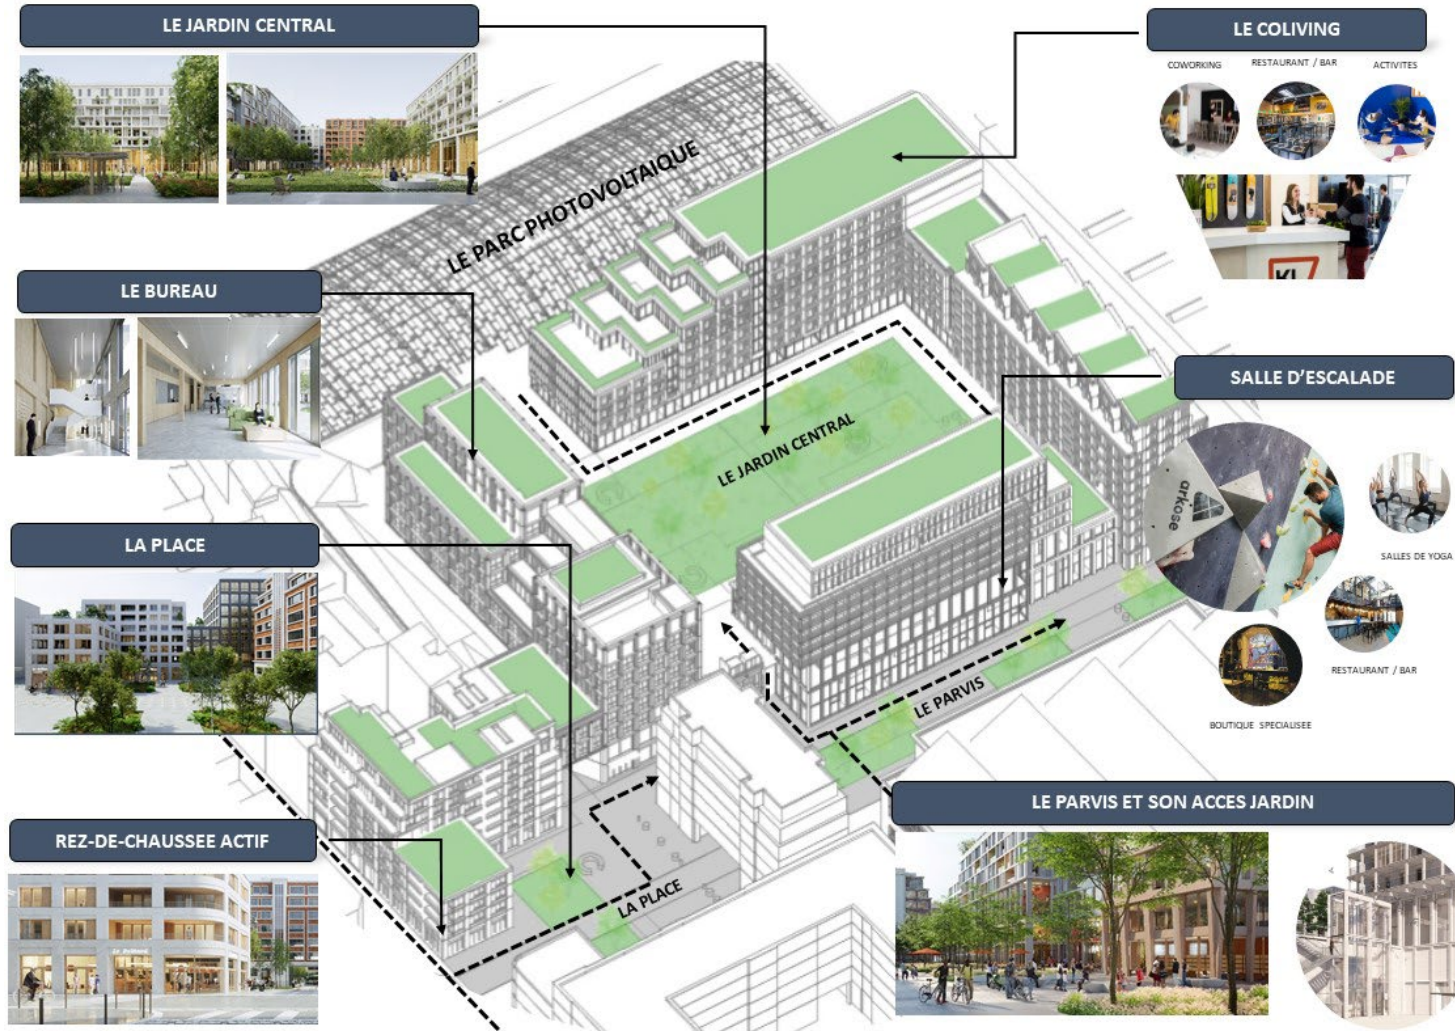 LE JARDIN CENTRAL
LE COLIVING
COWORKING
RESTAURANT / BAR
ACTIVITES
KL
LE PARC PHOTOVOLTAIQUE
LE BUREAU
LE JARDIN CENTRAL
SALLE D'ESCALADE
arkose
SALLES DE YOGA
RESTAURANT / BAR
BOUTIQUE SPECIALISEE
LA PLACE
LE PARVIS
LE PARVIS ET SON ACCES JARDIN
REZ-DE-CHAUSSEE ACTIF
LA PLACE